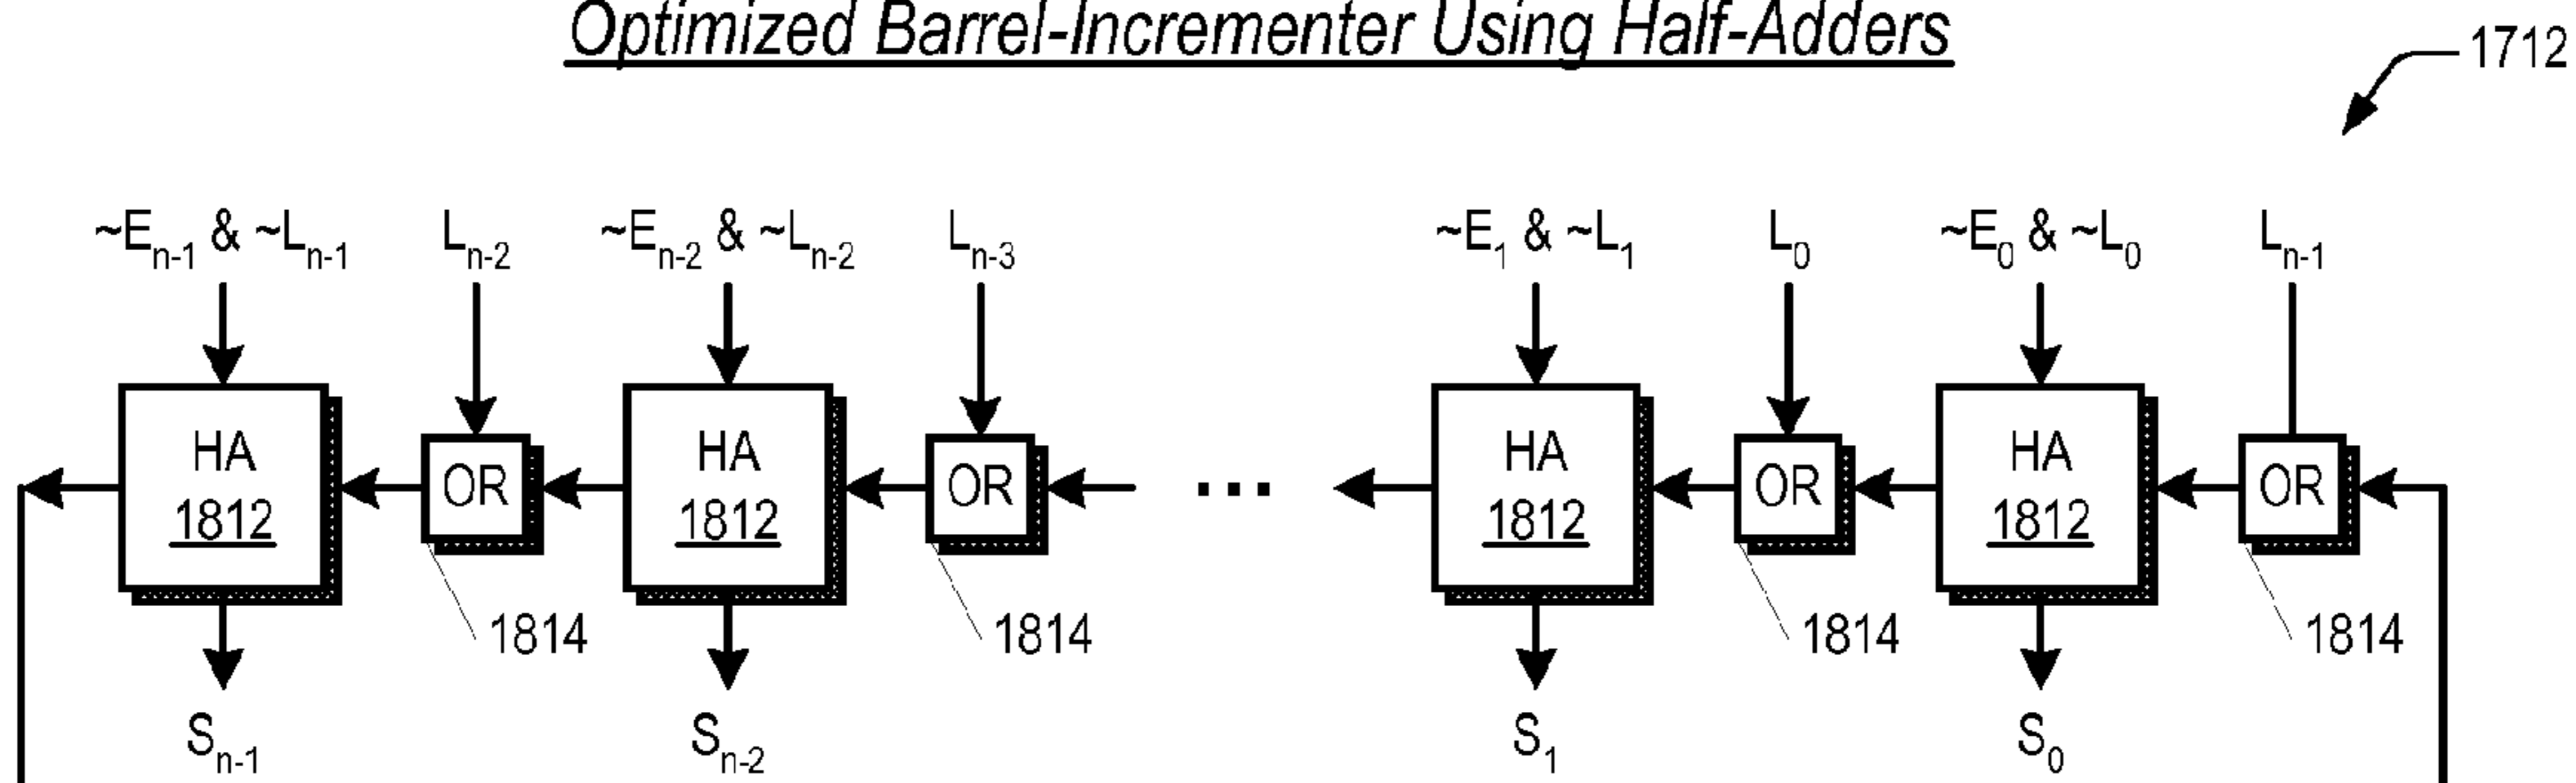 Optimized Barrel-Incrementer Using Half-Adders
1712
~Eₙ₋₁ & ~Lₙ₋₁ Lₙ₋₂ ~Eₙ₋₂ & ~Lₙ₋₂ Lₙ₋₃ ~E₁ & ~L₁ L₀ ~E₀ & ~L₀ Lₙ₋₁
HA OR HA OR ... HA OR HA OR
1812 1812 1812 1812
1814 1814 1814 1814
Sₙ₋₁ Sₙ₋₂ S₁ S₀